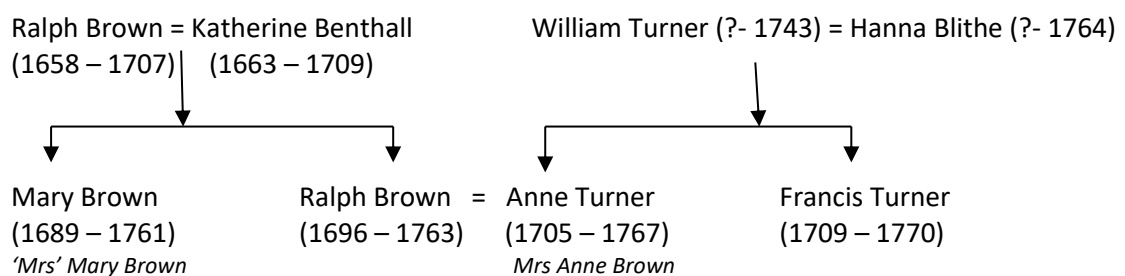 Ralph Brown = Katherine Benthall William Turner (?- 1743) = Hanna Blithe (?- 1764)
(1658 – 1707) (1663 – 1709)
Mary Brown Ralph Brown = Anne Turner Francis Turner
(1689 – 1761) (1696 – 1763) (1705 – 1767) (1709 – 1770)
‘Mrs’ Mary Brown Mrs Anne Brown